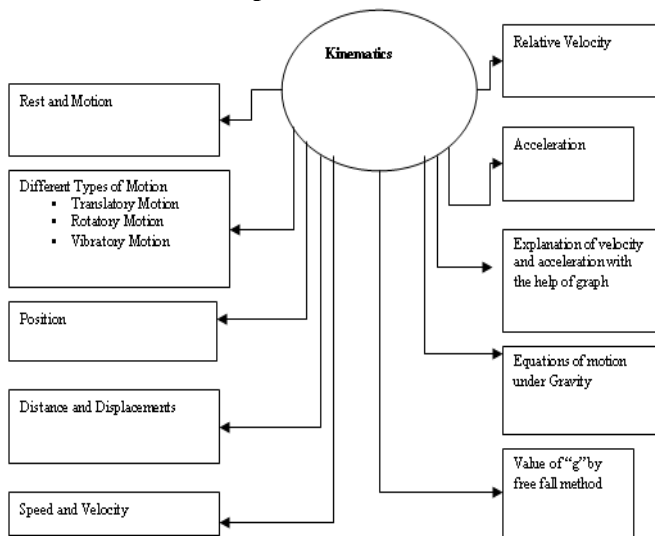 Kinematics
Relative Velocity
Rest and Motion
Acceleration
Different Types of Motion
▪ Translatory Motion
▪ Rotatory Motion
▪ Vibratory Motion
Explanation of velocity
and acceleration with
the help of graph
Position
Equations of motion
under Gravity
Distance and Displacements
Value of “g” by
free fall method
Speed and Velocity